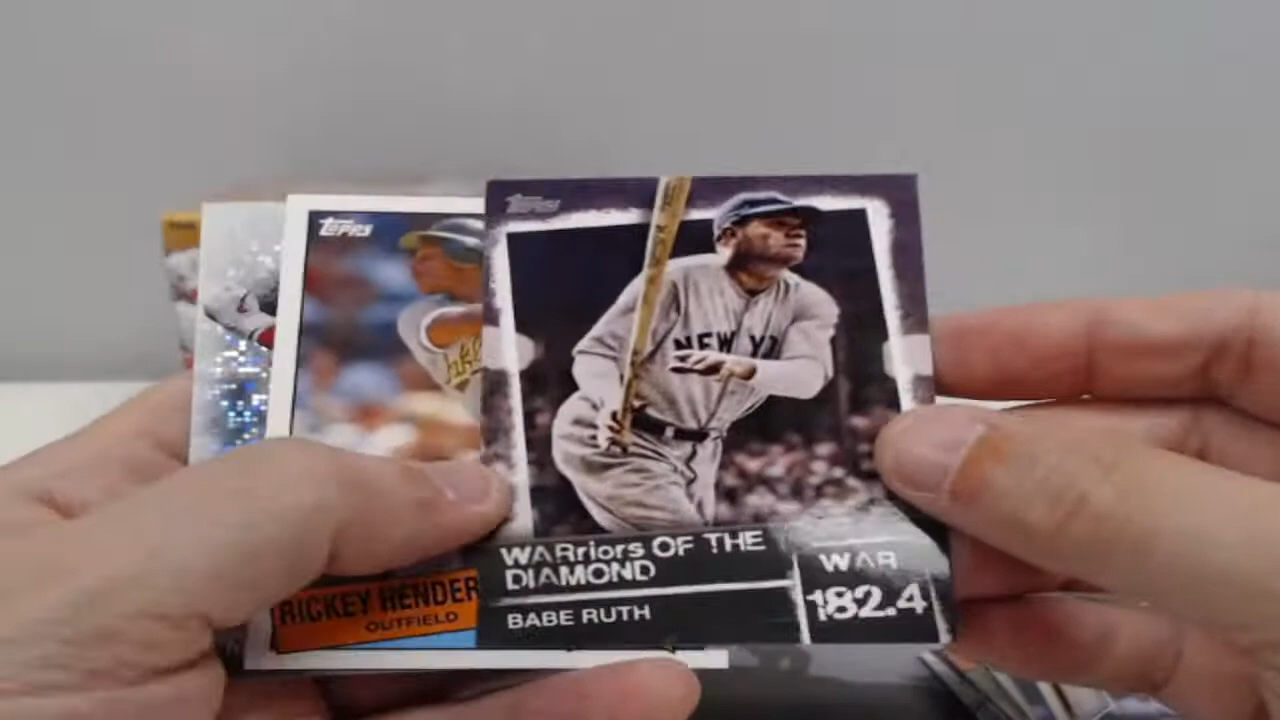 Topps
Topps
NEW YO
WARriors OF THE
DIAMOND
BABE RUTH
WAR
182.4
RICKEY HENDER
OUTFIELD